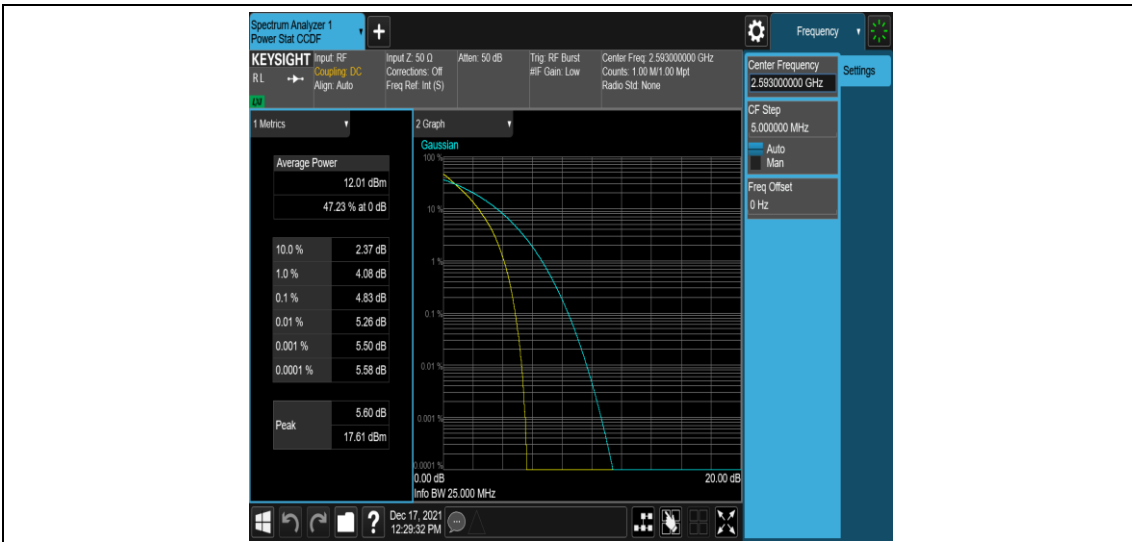 Spectrum Analyzer 1
Power Stat CCDF
+
Frequency
KEYSIGHT
RL
LXI
Input: RF
Coupling: DC
Align: Auto
Input Z: 50 Ω
Corrections: Off
Freq Ref: Int (S)
Atten: 50 dB
Trig: RF Burst
#IF Gain: Low
Center Freq: 2.593000000 GHz
Counts: 1.00 M/1.00 Mpt
Radio Std: None
Center Frequency
2.593000000 GHz
Settings
CF Step
5.000000 MHz
Auto
Man
Freq Offset
0 Hz
1 Metrics
Average Power
12.01 dBm
47.23 % at 0 dB
10.0 % 2.37 dB
1.0 % 4.08 dB
0.1 % 4.83 dB
0.01 % 5.26 dB
0.001 % 5.50 dB
0.0001 % 5.58 dB
Peak
5.60 dB
17.61 dBm
2 Graph
Gaussian
100 %
10 %
1 %
0.1 %
0.01 %
0.001 %
0.0001 %
0.00 dB 20.00 dB
Info BW 25.000 MHz
?
Dec 17, 2021
12:29:32 PM